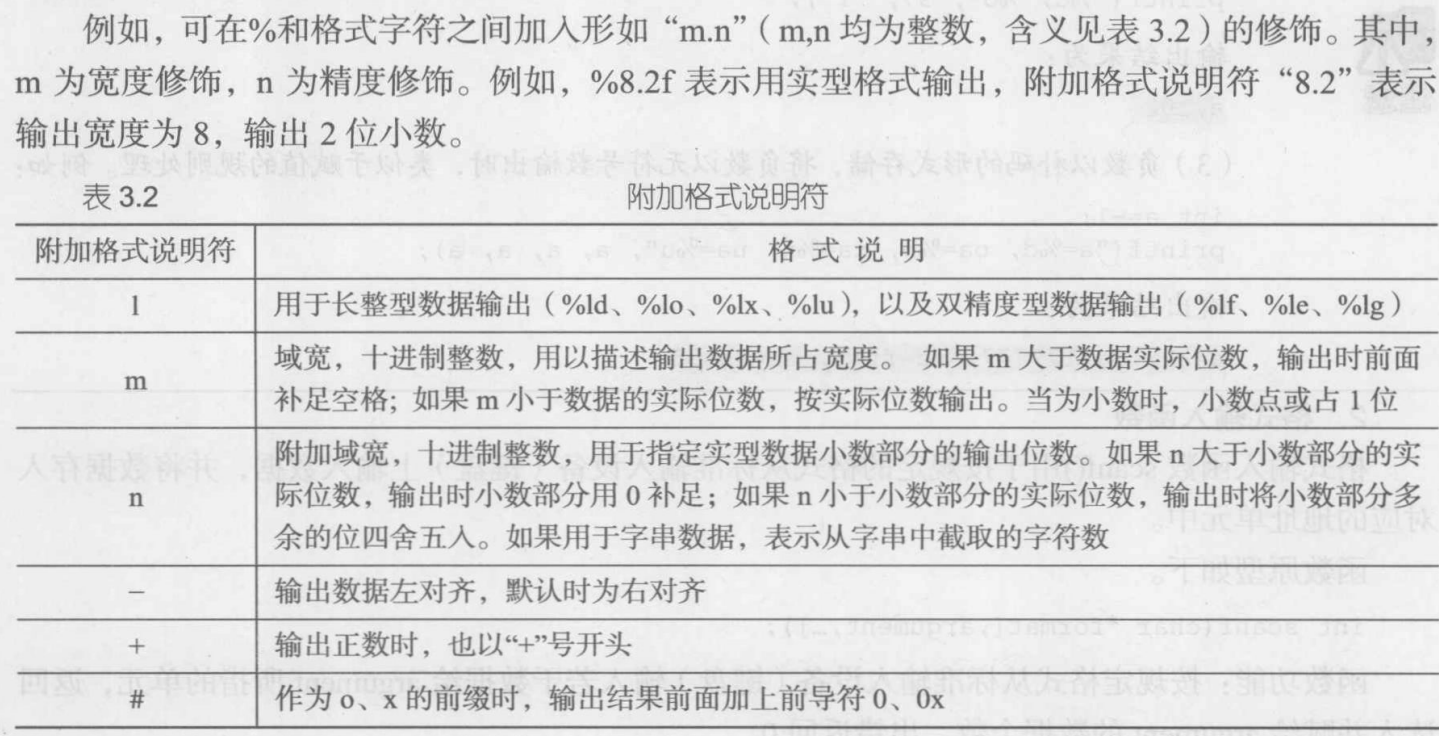 例如，可在%和格式字符之间加入形如“m.n”（m,n 均为整数，含义见表 3.2）的修饰。其中，
m 为宽度修饰，n 为精度修饰。例如，%8.2f 表示用实型格式输出，附加格式说明符“8.2”表示
输出宽度为 8，输出 2 位小数。
表 3.2 附加格式说明符
附加格式说明符 格 式 说 明
l 用于长整型数据输出（%ld、%lo、%lx、%lu），以及双精度型数据输出（%lf、%le、%lg）
m 域宽，十进制整数，用以描述输出数据所占宽度。如果 m 大于数据实际位数，输出时前面
补足空格；如果 m 小于数据的实际位数，按实际位数输出。当为小数时，小数点或占 1 位
n 附加域宽，十进制整数，用于指定实型数据小数部分的输出位数。如果 n 大于小数部分的实
际位数，输出时小数部分用 0 补足；如果 n 小于小数部分的实际位数，输出时将小数部分多
余的位四舍五入。如果用于字串数据，表示从字串中截取的字符数
− 输出数据左对齐，默认时为右对齐
+ 输出正数时，也以“+”号开头
# 作为 o、x 的前缀时，输出结果前面加上前导符 0、0x